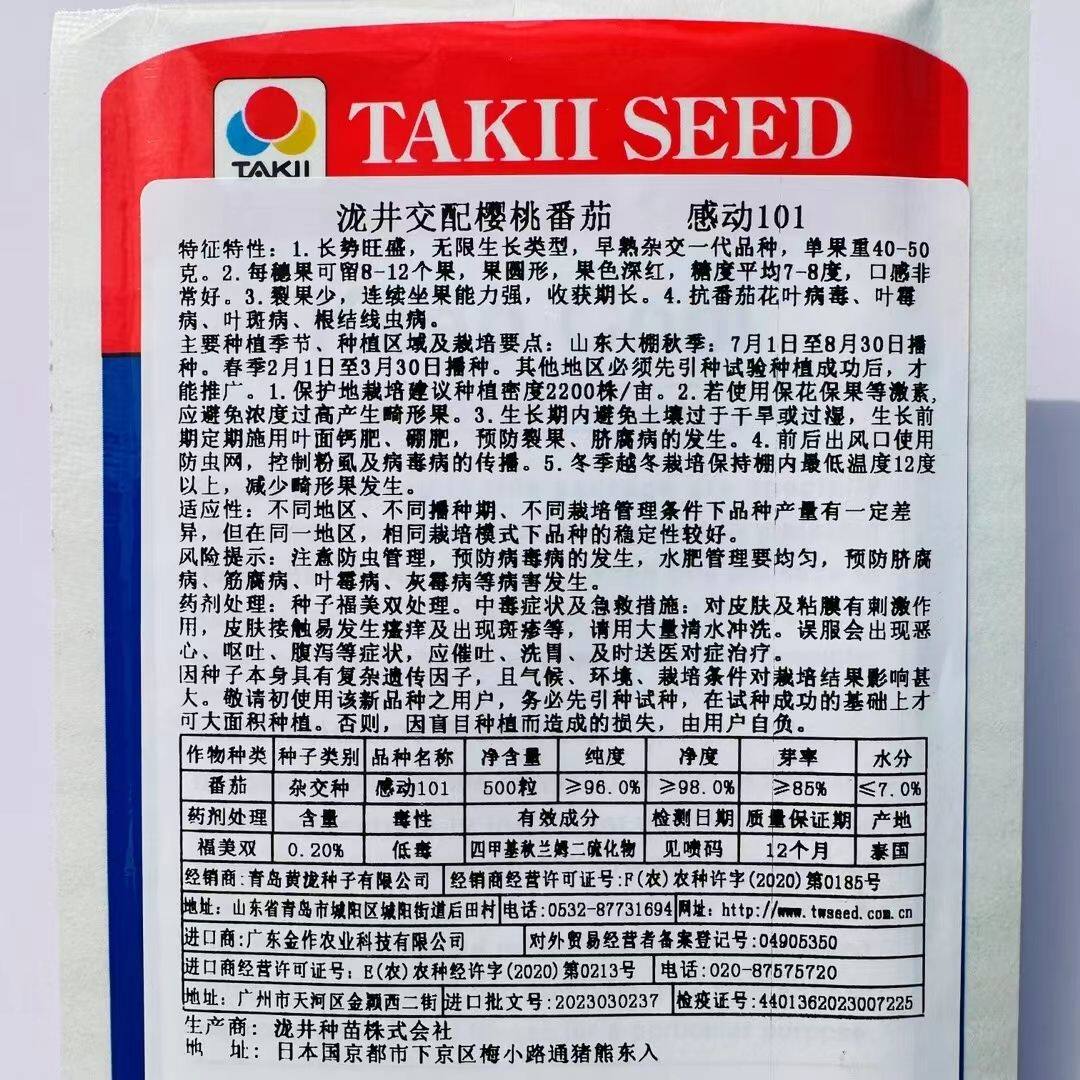 TAKII SEED
TAKII
泷井交配樱桃番茄 感动101
特征特性：1.长势旺盛，无限生长类型，早熟杂交一代品种，单果重40-50
克。2.每穗果可留8-12个果，果圆形，果色深红，糖度平均7-8度，口感非
常好。3.裂果少，连续坐果能力强，收获期长。4.抗番茄花叶病毒、叶霉
病、叶斑病、根结线虫病。
主要种植季节、种植区域及栽培要点：山东大棚秋季：7月1日至8月30日播
种。春季2月1日至3月30日播种。其他地区必须先引种试验种植成功后，才
能推广。1.保护地栽培建议种植密度2200株/亩。2.若使用保花保果等激素，
应避免浓度过高产生畸形果。3.生长期内避免土壤过于干旱或过湿，生长前
期定期施用叶面钙肥、硼肥，预防裂果、脐腐病的发生。4.前后出风口使用
防虫网，控制粉虱及病毒病的传播。5.冬季越冬栽培保持棚内最低温度12度
以上，减少畸形果发生。
适应性：不同地区、不同播种期、不同栽培管理条件下品种产量有一定差
异，但在同一地区，相同栽培模式下品种的稳定性较好。
风险提示：注意防虫管理，预防病毒病的发生，水肥管理要均匀，预防脐腐
病、筋腐病、叶霉病、灰霉病等病害发生。
药剂处理：种子福美双处理。中毒症状及急救措施：对皮肤及粘膜有刺激作
用，皮肤接触易发生瘙痒及出现斑疹等，请用大量清水冲洗。误服会出现恶
心、呕吐、腹泻等症状，应催吐、洗胃、及时送医对症治疗。
因种子本身具有复杂遗传因子，且气候、环境、栽培条件对栽培结果影响甚
大。敬请初使用该新品种之用户，务必先引种试种，在试种成功的基础上才
可大面积种植。否则，因盲目种植而造成的损失，由用户自负。
作物种类 种子类别 品种名称 净含量 纯度 净度 芽率 水分
番茄 杂交种 感动101 500粒 ≥96.0% ≥98.0% ≥85% ≤7.0%
药剂处理 含量 毒性 有效成分 检测日期 质量保证期 产地
福美双 0.20% 低毒 四甲基秋兰姆二硫化物 见喷码 12个月 泰国
经销商：青岛黄泷种子有限公司 经销商经营许可证号：F(农)农种许字(2020)第0185号
地址：山东省青岛市城阳区城阳街道后田村 电话：0532-87731694 网址：http://www.twseed.com.cn
进口商：广东金作农业科技有限公司 对外贸易经营者备案登记号：04905350
进口商经营许可证号：E(农)农种经许字(2020)第0213号 电话：020-87575720
地址：广州市天河区金颖西二街 进口批文号：2023030237 检疫证号：4401362023007225
生产商：泷井种苗株式会社
地 址：日本国京都市下京区梅小路通猪熊东入